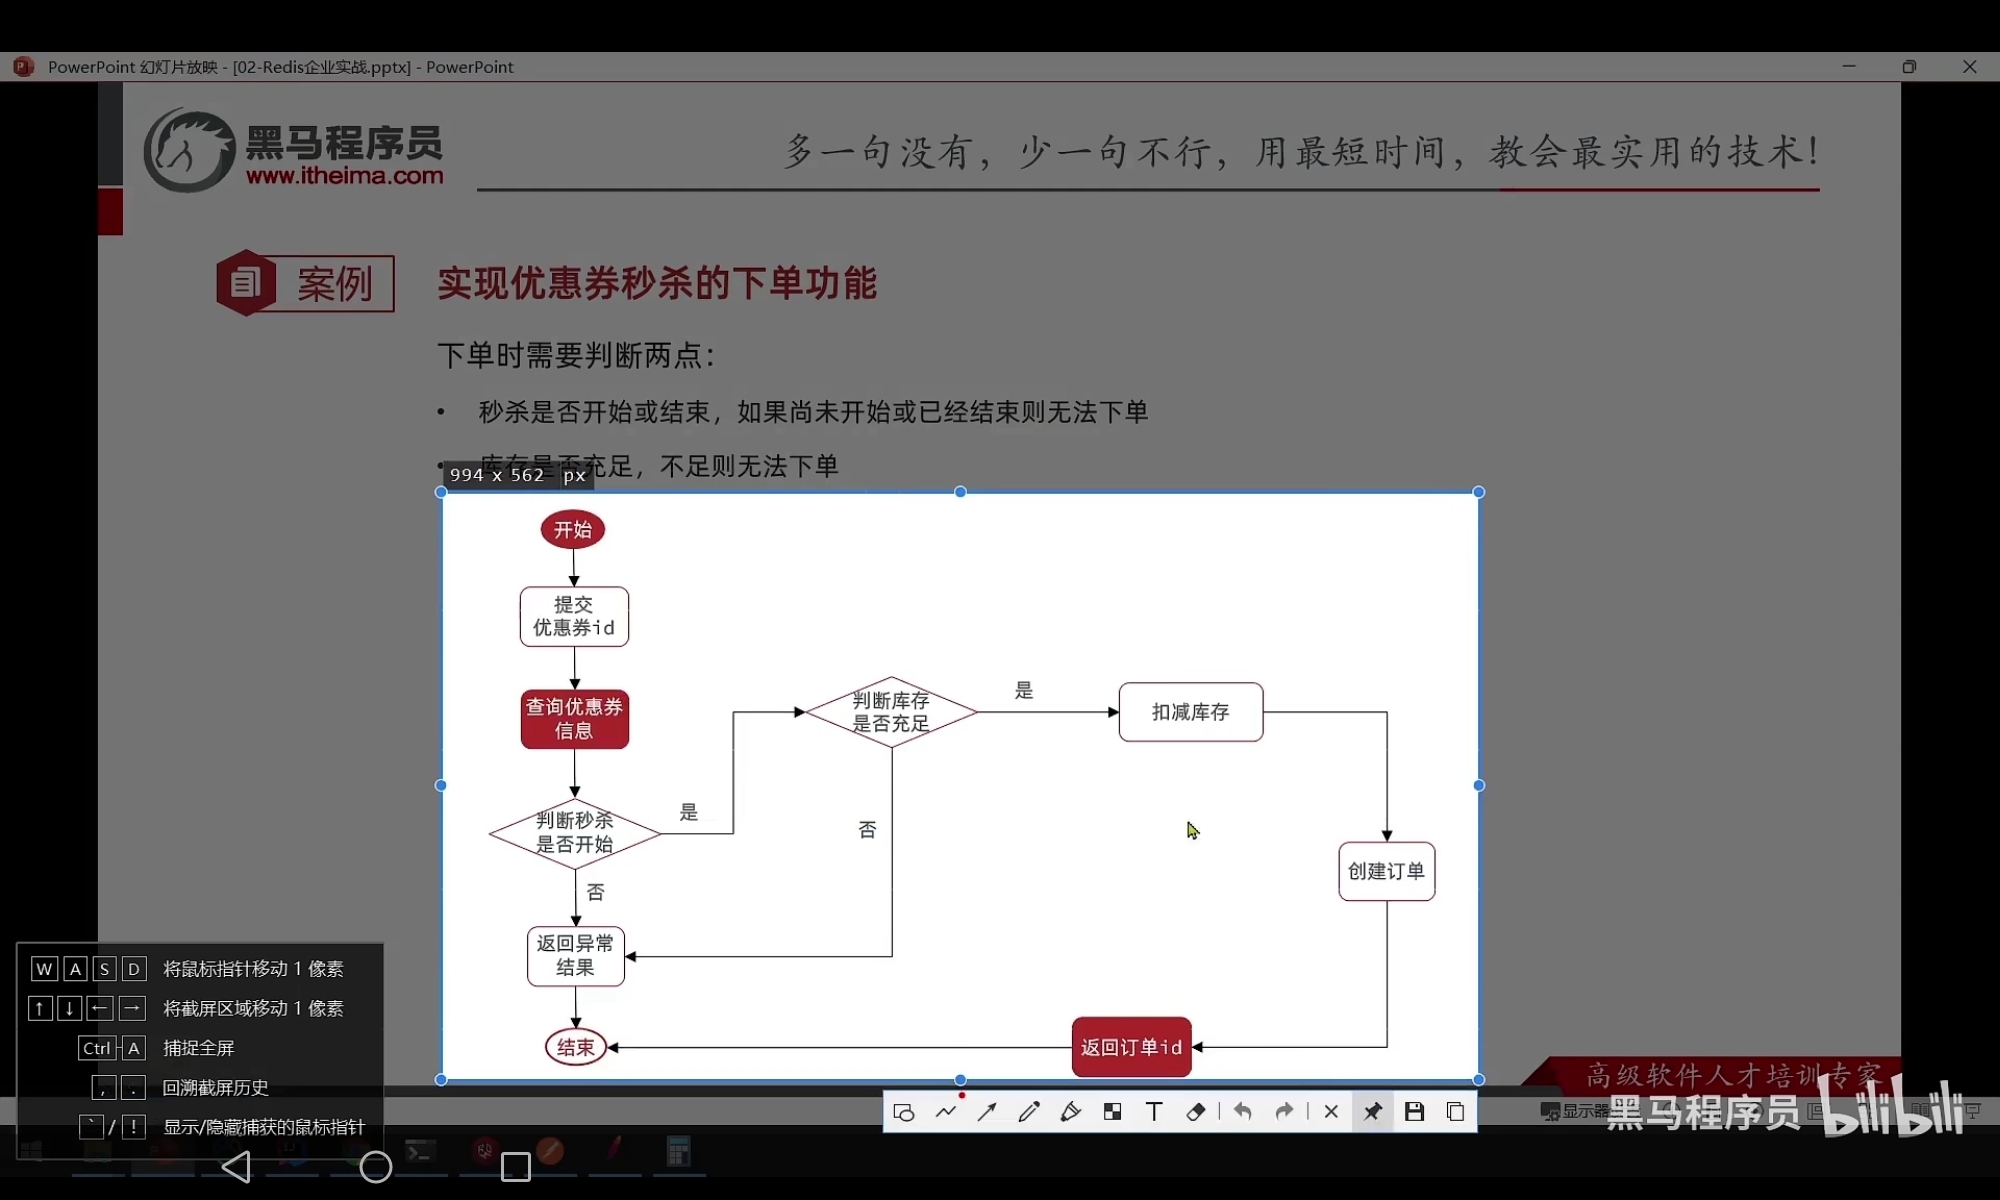 PowerPoint 幻灯片放映 - [02-Redis企业实战.pptx] - PowerPoint
黑马程序员
www.itheima.com
多一句没有，少一句不行，用最短时间，教会最实用的技术！
案例
实现优惠券秒杀的下单功能
下单时需要判断两点：
• 秒杀是否开始或结束，如果尚未开始或已经结束则无法下单
• 库存是否充足，不足则无法下单
994 x 562 px
开始
提交
优惠券id
查询优惠券
信息
判断秒杀
是否开始
是
否
判断库存
是否充足
是
否
扣减库存
创建订单
返回异常
结果
结束
返回订单id
W A S D 将鼠标指针移动 1 像素
↑ ↓ ← → 将截屏区域移动 1 像素
Ctrl A 捕捉全屏
, . 回溯截屏历史
` / ! 显示/隐藏捕获的鼠标指针
高级软件人才培训专家
显示器
黑马程序员 bilibili